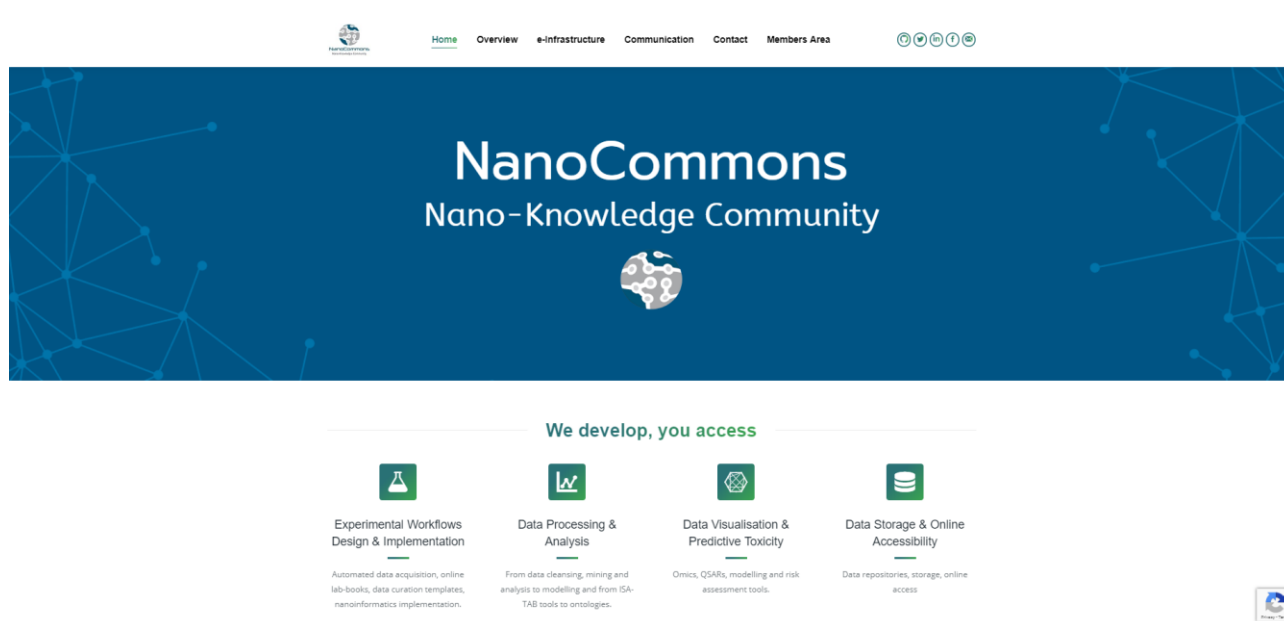 NanoCommons
Home Overview e-Infrastructure Communication Contact Members Area
NanoCommons
Nano-Knowledge Community
We develop, you access
Experimental Workflows
Design & Implementation
Automated data acquisition, online
lab-books, data curation templates,
nanoinformatics implementation.
Data Processing &
Analysis
From data cleansing, mining and
analysis to modelling and from ISA-
TAB tools to ontologies.
Data Visualisation &
Predictive Toxicity
Omics, QSARs, modelling and risk
assessment tools.
Data Storage & Online
Accessibility
Data repositories, storage, online
access